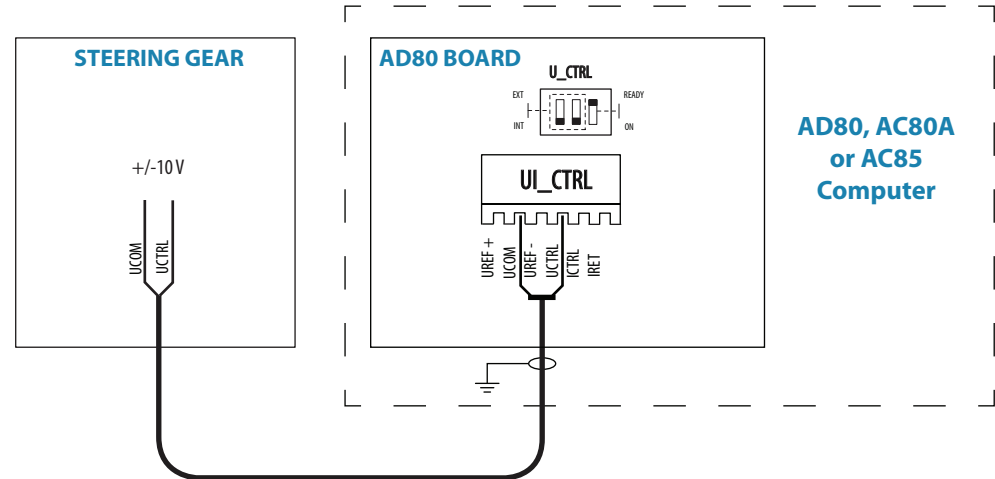 STEERING GEAR
+/-10 V
UCOM
UCTRL
AD80 BOARD
U_CTRL
EXT
READY
INT
ON
UI_CTRL
UREF +
UCOM
UREF -
UCTRL
ICTRL
IRET
AD80, AC80A
or AC85
Computer